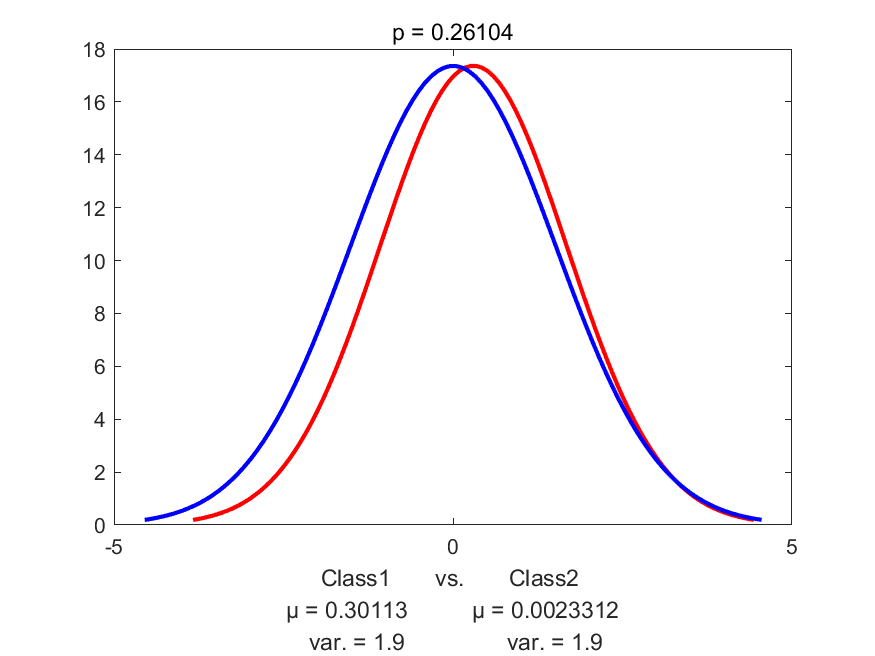 p = 0.26104
18
16
14
12
10
8
6
4
2
0
-5 0 5
Class1 vs. Class2
μ = 0.30113 μ = 0.0023312
var. = 1.9 var. = 1.9